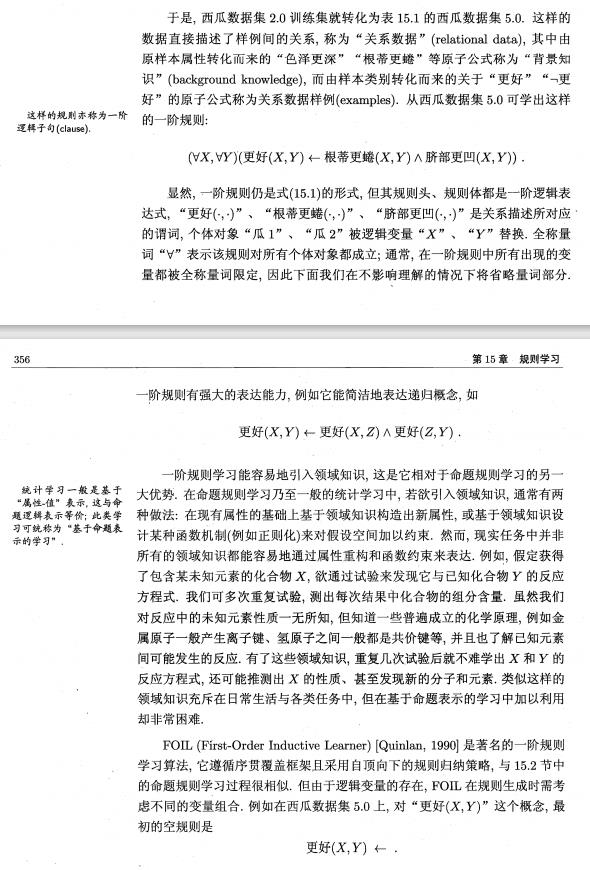 于是, 西瓜数据集 2.0 训练集就转化为表 15.1 的西瓜数据集 5.0. 这样的
数据直接描述了样例间的关系, 称为“关系数据”(relational data), 其中由
原样本属性转化而来的“色泽更深”“根蒂更蜷”等原子公式称为“背景知
识”(background knowledge), 而由样本类别转化而来的关于“更好”“¬更
好”的原子公式称为关系数据样例(examples). 从西瓜数据集 5.0 可学出这样
的一阶规则:
这样的规则亦称为一阶
逻辑子句(clause).
(∀X,∀Y)(更好(X,Y) ← 根蒂更蜷(X,Y) ∧ 脐部更凹(X,Y)) .
显然, 一阶规则仍是式(15.1)的形式, 但其规则头、规则体都是一阶逻辑表
达式, “更好(·,·)”、“根蒂更蜷(·,·)”、“脐部更凹(·,·)”是关系描述所对应
的谓词, 个体对象“瓜 1”、“瓜 2”被逻辑变量“X”、“Y”替换. 全称量
词“∀”表示该规则对所有个体对象都成立; 通常, 在一阶规则中所有出现的变
量都被全称量词限定, 因此下面我们在不影响理解的情况下将省略量词部分.
356
第 15 章 规则学习
一阶规则有强大的表达能力, 例如它能简洁地表达递归概念, 如
更好(X,Y) ← 更好(X,Z) ∧ 更好(Z,Y) .
一阶规则学习能容易地引入领域知识, 这是它相对于命题规则学习的另一
大优势. 在命题规则学习乃至一般的统计学习中, 若欲引入领域知识, 通常有两
种做法: 在现有属性的基础上基于领域知识构造出新属性, 或基于领域知识设
计某种函数机制(例如正则化)来对假设空间加以约束. 然而, 现实任务中并非
所有的领域知识都能容易地通过属性重构和函数约束来表达. 例如, 假定获得
了包含某未知元素的化合物 X, 欲通过试验来发现它与已知化合物 Y 的反应
方程式. 我们可多次重复试验, 测出每次结果中化合物的组分含量. 虽然我们
对反应中的未知元素性质一无所知, 但知道一些普遍成立的化学原理, 例如金
属原子一般产生离子键、氢原子之间一般都是共价键等, 并且也了解已知元素
间可能发生的反应. 有了这些领域知识, 重复几次试验后就不难学出 X 和 Y 的
反应方程式, 还可能推测出 X 的性质、甚至发现新的分子和元素. 类似这样的
领域知识充斥在日常生活与各类任务中, 但在基于命题表示的学习中加以利用
却非常困难.
统计学习一般是基于
“属性-值”表示, 这与命
题逻辑表示等价; 此类学
习可统称为“基于命题表
示的学习”.
FOIL (First-Order Inductive Learner) [Quinlan, 1990] 是著名的一阶规则
学习算法, 它遵循序贯覆盖框架且采用自顶向下的规则归纳策略, 与 15.2 节中
的命题规则学习过程很相似. 但由于逻辑变量的存在, FOIL 在规则生成时需考
虑不同的变量组合. 例如在西瓜数据集 5.0 上, 对“更好(X,Y)”这个概念, 最
初的空规则是
更好(X,Y) ← .